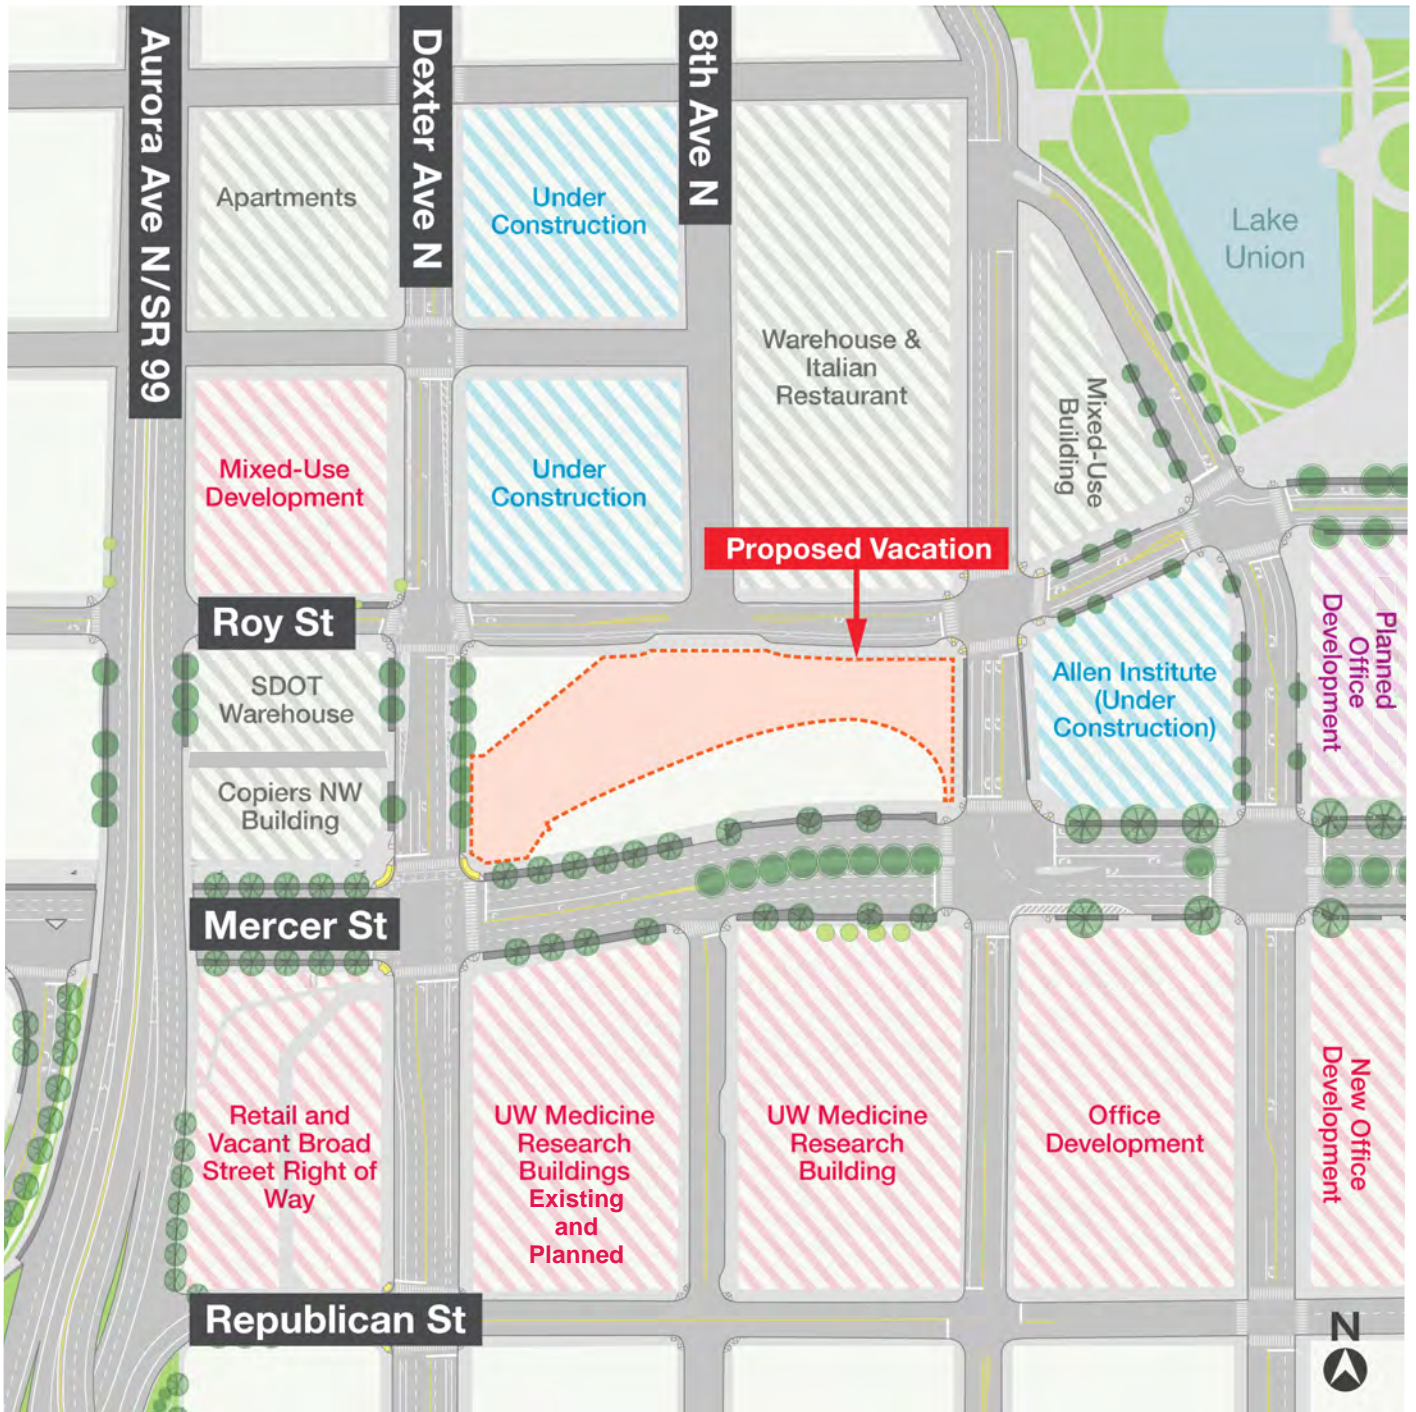 Aurora Ave N/SR 99
Dexter Ave N
8th Ave N
Apartments
Under
Construction
Lake
Union
Warehouse &
Italian
Restaurant
Mixed-Use
Building
Mixed-Use
Development
Under
Construction
Proposed Vacation
Roy St
Planned
Office
Development
SDOT
Warehouse
Allen Institute
(Under
Construction)
Copiers NW
Building
Mercer St
Retail and
Vacant Broad
Street Right of
Way
UW Medicine
Research
Buildings
Existing
and
Planned
UW Medicine
Research
Building
Office
Development
New Office
Development
Republican St
N